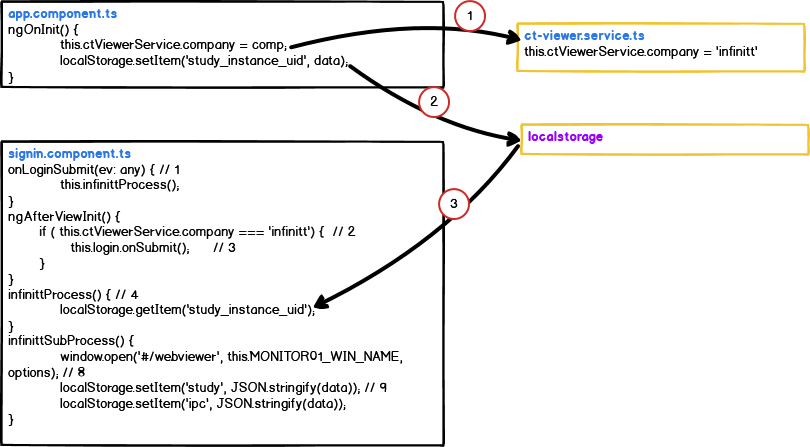 app.component.ts
ngOnInit() {
this.ctViewerService.company = comp;
localStorage.setItem('study_instance_uid', data);
}
1
ct-viewer.service.ts
this.ctViewerService.company = 'infinitt'
2
localstorage
signin.component.ts
onLoginSubmit(ev: any) { // 1
this.infinittProcess();
}
ngAfterViewInit() {
if ( this.ctViewerService.company === 'infinitt') { // 2
this.login.onSubmit(); // 3
}
}
infinittProcess() { // 4
localStorage.getItem('study_instance_uid');
}
3
infinittSubProcess() {
window.open('#/webviewer', this.MONITOR01_WIN_NAME,
options); // 8
localStorage.setItem('study', JSON.stringify(data)); // 9
localStorage.setItem('ipc', JSON.stringify(data));
}